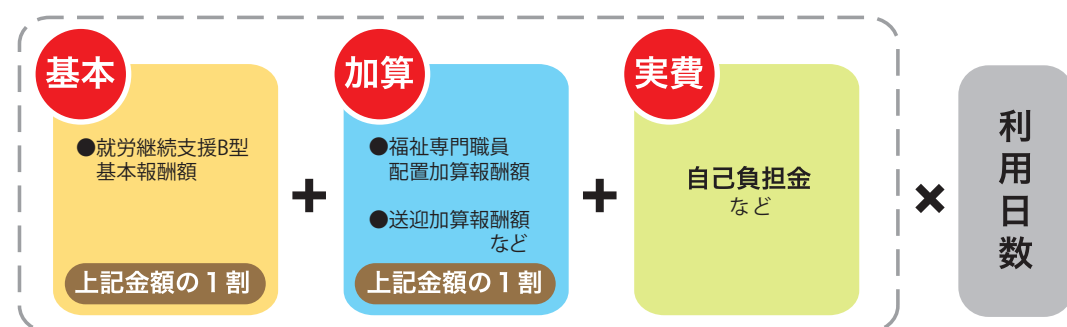 基本
●就労継続支援B型
基本報酬額
上記金額の1割
+
加算
●福祉専門職員
配置加算報酬額
●送迎加算報酬額
など
上記金額の1割
+
実費
自己負担金
など
×
利用日数